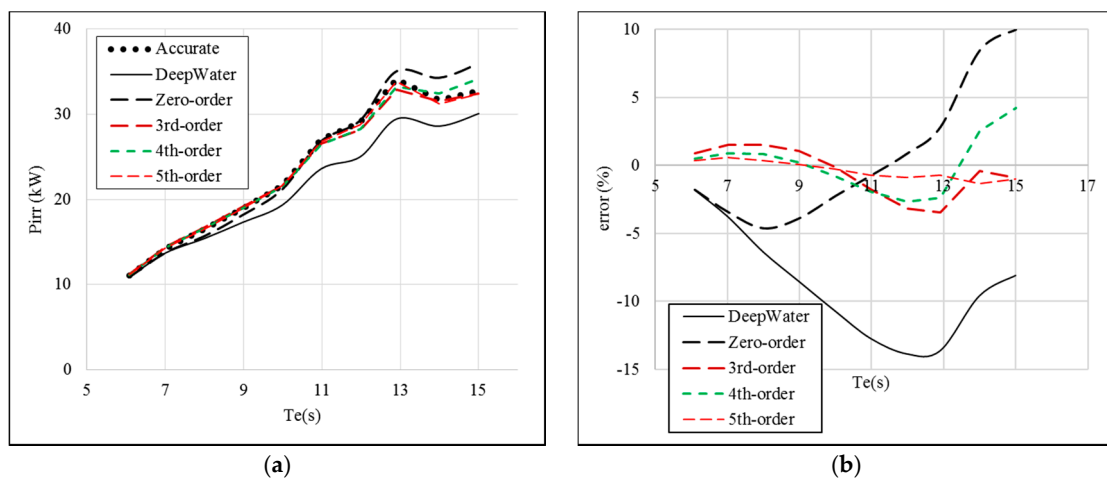 40
30
20
10
0
Pirr (kW)
Accurate
DeepWater
Zero-order
3rd-order
4th-order
5th-order
5 7 9 11 13 15
Te(s)
(a)
10
5
0
-5
-10
-15
error (%)
5 7 9 11 13 15 17
DeepWater
Zero-order
3rd-order
4th-order
5th-order
Te(s)
(b)